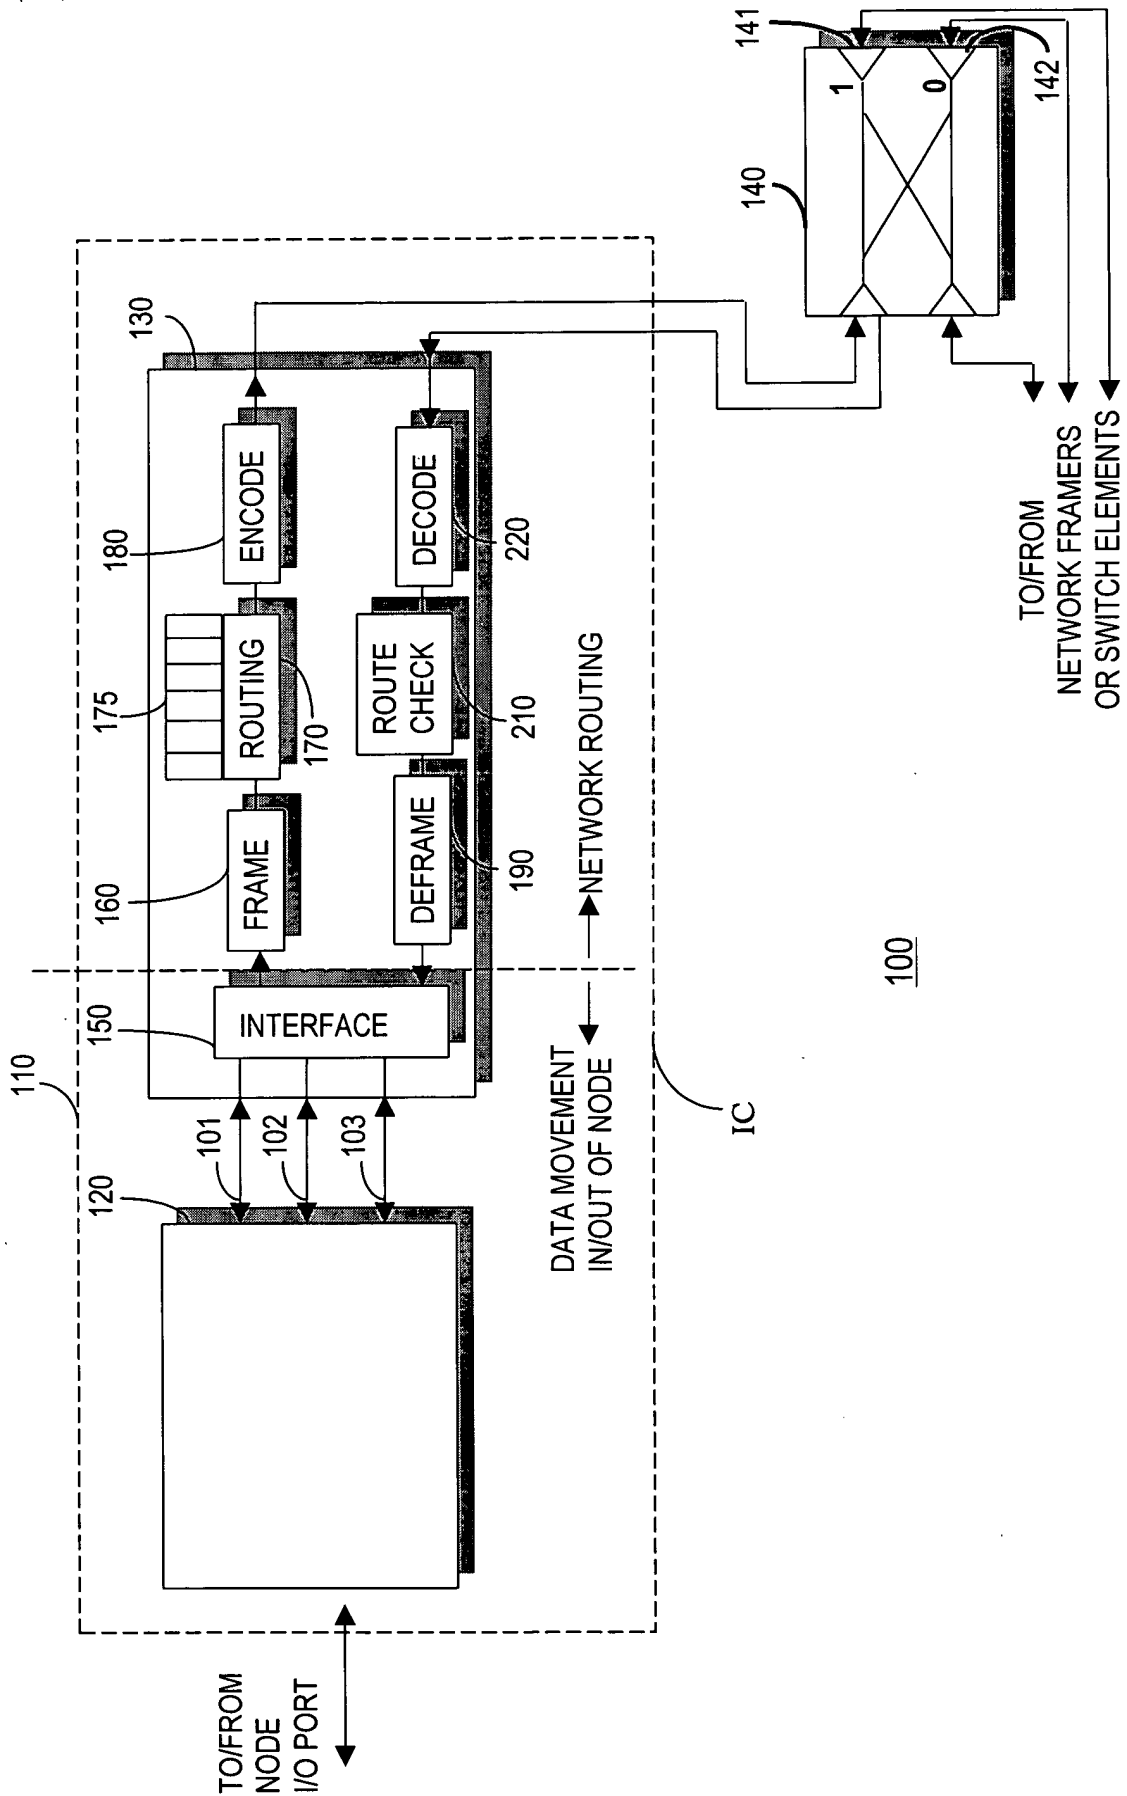 110
120
101
102
103
TO/FROM
NODE
I/O PORT
150
INTERFACE
130
160
FRAME
175
ROUTING
170
180
ENCODE
DEFRAME
190
ROUTE
CHECK
210
DECODE
220
DATA MOVEMENT
IN/OUT OF NODE
NETWORK ROUTING
IC
140
141
1
0
142
TO/FROM
NETWORK FRAMERS
OR SWITCH ELEMENTS
100